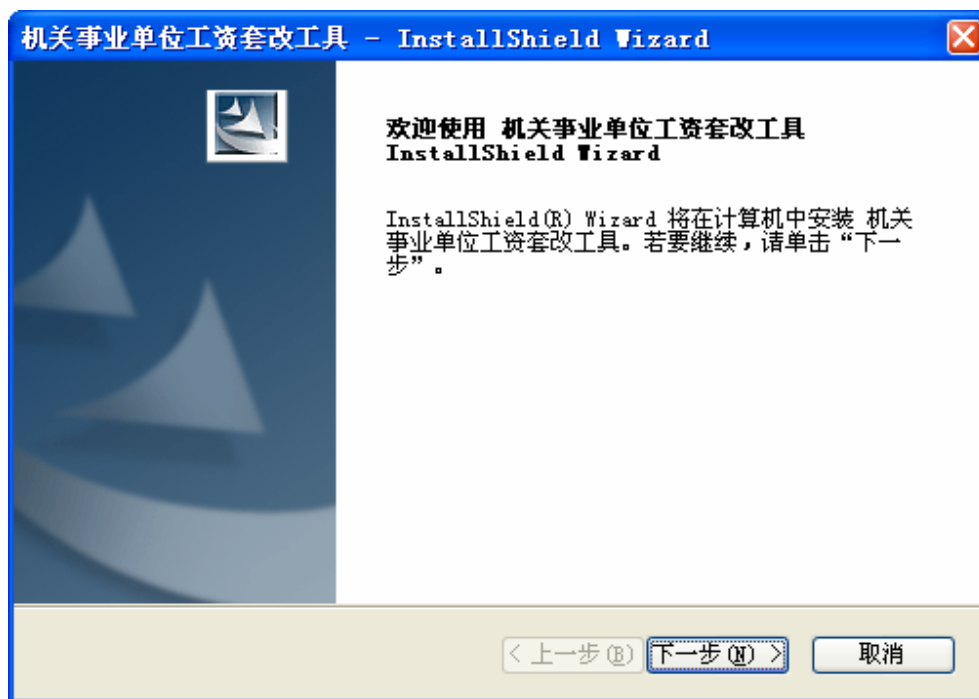 机关事业单位工资套改工具 - InstallShield Wizard
欢迎使用 机关事业单位工资套改工具
InstallShield Wizard
InstallShield(R) Wizard 将在计算机中安装 机关
事业单位工资套改工具。若要继续，请单击“下一
步”。
< 上一步(B) 下一步(N) > 取消